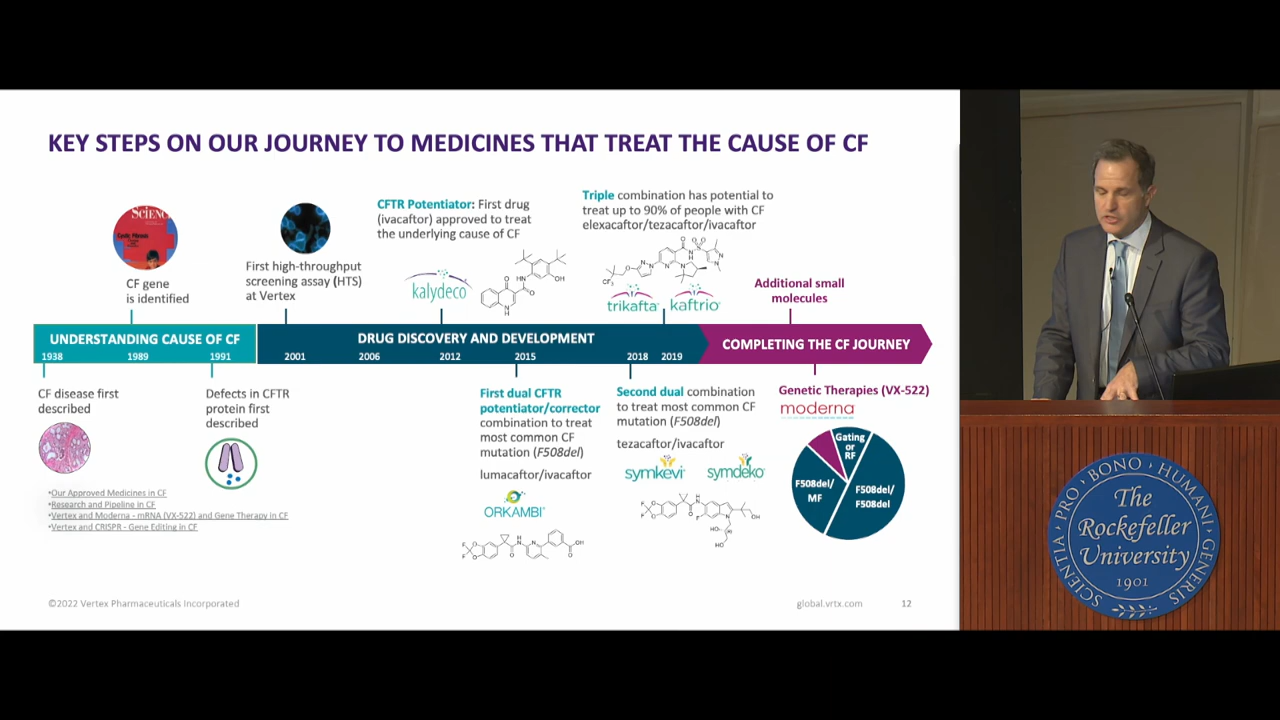 KEY STEPS ON OUR JOURNEY TO MEDICINES THAT TREAT THE CAUSE OF CF
SCIENCE
CF gene
is identified
First high-throughput
screening assay (HTS)
at Vertex
CFTR Potentiator: First drug
(ivacaftor) approved to treat
the underlying cause of CF
kalydeco
Triple combination has potential to
treat up to 90% of people with CF
elexacaftor/tezacaftor/ivacaftor
trikafta
kaftrio
Additional small
molecules
UNDERSTANDING CAUSE OF CF
1938 1989 1991
DRUG DISCOVERY AND DEVELOPMENT
2001 2006 2012 2015 2018 2019
COMPLETING THE CF JOURNEY
CF disease first
described
Defects in CFTR
protein first
described
First dual CFTR
potentiator/corrector
combination to treat
most common CF
mutation (F508del)
lumacaftor/ivacaftor
ORKAMBI
Second dual combination
to treat most common CF
mutation (F508del)
tezacaftor/ivacaftor
symkevi
symdeko
Genetic Therapies (VX-522)
moderna
Gating
or
RF
F508del/
MF
F508del/
F508del
•Our Approved Medicines in CF
•Research and Pipeline in CF
•Vertex and Moderna - mRNA (VX-522) and Gene Therapy in CF
•Vertex and CRISPR - Gene Editing in CF
©2022 Vertex Pharmaceuticals Incorporated
global.vrtx.com
12
SCIENTIA · PRO · BONO · HUMANI · GENERIS
The
Rockefeller
University
1901